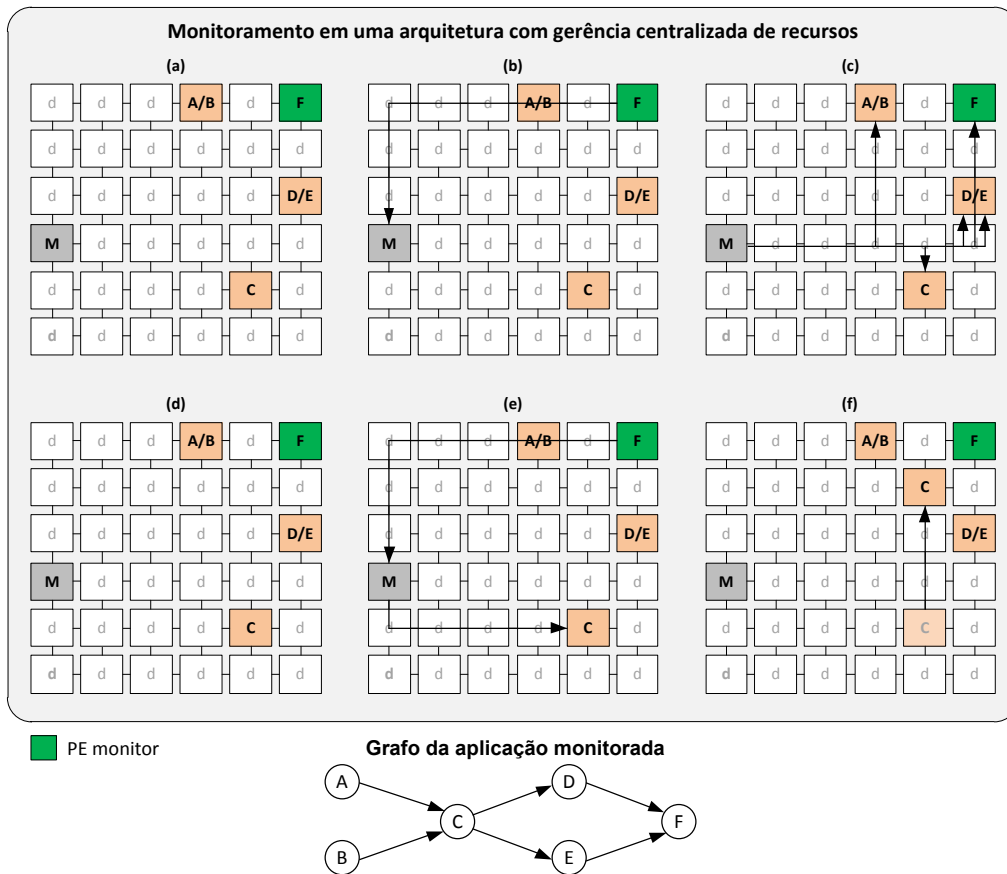 Monitoramento em uma arquitetura com gerência centralizada de recursos
(a) (b) (c)
d d d A/B d F d d d A/B d F d d d A/B d F
d d d d d d d d d d d d d d d d d d
d d d d d D/E d d d d d D/E d d d d d D/E
M d d d d d M d d d d d M d d d d d
d d d d C d d d d d C d d d d d C d
d d d d d d d d d d d d d d d d d d
(d) (e) (f)
d d d A/B d F d d d A/B d F d d d A/B d F
d d d d d d d d d d d d d d d d C d
d d d d d D/E d d d d d D/E d d d d d D/E
M d d d d d M d d d d d M d d d d d
d d d d C d d d d d C d d d d d C d
d d d d d d d d d d d d d d d d d d
PE monitor
Grafo da aplicação monitorada
A D
C F
B E